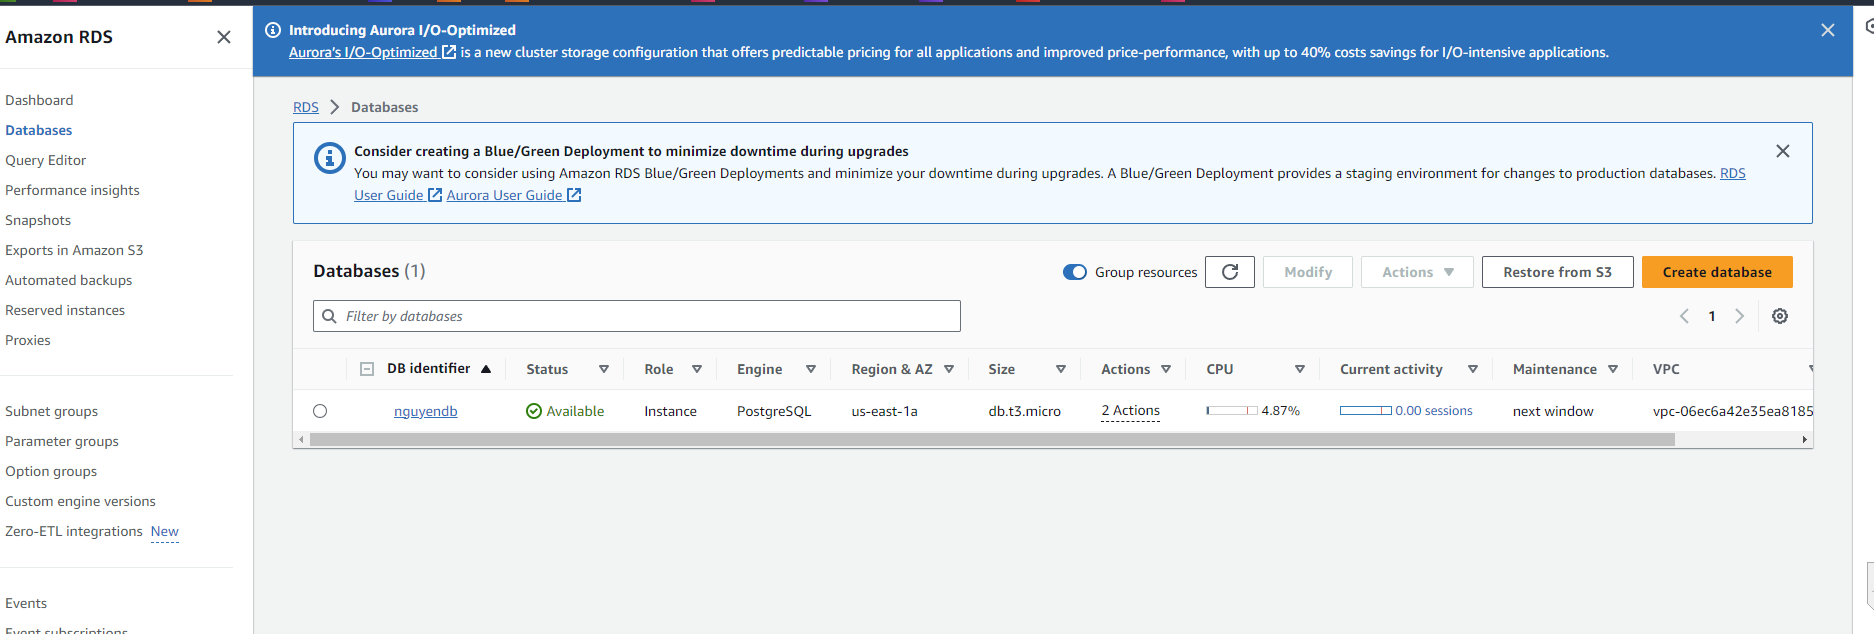 Amazon RDS
Dashboard
Databases
Query Editor
Performance insights
Snapshots
Exports in Amazon S3
Automated backups
Reserved instances
Proxies
Subnet groups
Parameter groups
Option groups
Custom engine versions
Zero-ETL integrations New
Events
Event subscriptions
Introducing Aurora I/O-Optimized
Aurora's I/O-Optimized is a new cluster storage configuration that offers predictable pricing for all applications and improved price-performance, with up to 40% costs savings for I/O-intensive applications.
RDS > Databases
Consider creating a Blue/Green Deployment to minimize downtime during upgrades
You may want to consider using Amazon RDS Blue/Green Deployments and minimize your downtime during upgrades. A Blue/Green Deployment provides a staging environment for changes to production databases. RDS
User Guide Aurora User Guide
Databases (1)
Group resources Modify Actions Restore from S3 Create database
Filter by databases
1
DB identifier Status Role Engine Region & AZ Size Actions CPU Current activity Maintenance VPC
nguyendb Available Instance PostgreSQL us-east-1a db.t3.micro 2 Actions 4.87% 0.00 sessions next window vpc-06ec6a42e35ea8185